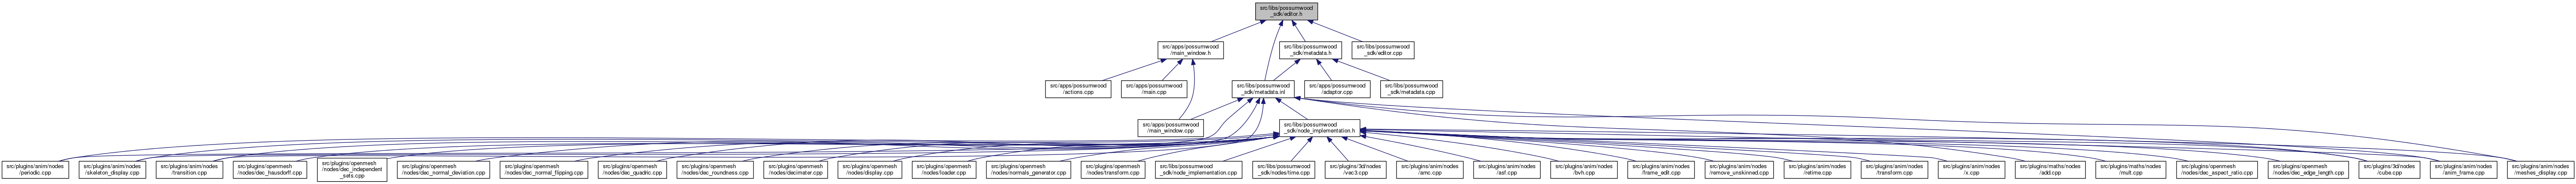 src/libs/possumwood
_sdk/editor.h
src/apps/possumwood
/main_window.h
src/libs/possumwood
_sdk/metadata.h
src/libs/possumwood
_sdk/editor.cpp
src/apps/possumwood
/actions.cpp
src/apps/possumwood
/main.cpp
src/libs/possumwood
_sdk/metadata.inl
src/apps/possumwood
/adaptor.cpp
src/libs/possumwood
_sdk/metadata.cpp
src/apps/possumwood
/main_window.cpp
src/libs/possumwood
_sdk/node_implementation.h
src/plugins/anim/nodes
/periodic.cpp
src/plugins/anim/nodes
/skeleton_display.cpp
src/plugins/anim/nodes
/transition.cpp
src/plugins/openmesh
/nodes/dec_hausdorff.cpp
src/plugins/openmesh
/nodes/dec_independent
_sets.cpp
src/plugins/openmesh
/nodes/dec_normal_deviation.cpp
src/plugins/openmesh
/nodes/dec_normal_flipping.cpp
src/plugins/openmesh
/nodes/dec_quadric.cpp
src/plugins/openmesh
/nodes/dec_roundness.cpp
src/plugins/openmesh
/nodes/decimater.cpp
src/plugins/openmesh
/nodes/display.cpp
src/plugins/openmesh
/nodes/loader.cpp
src/plugins/openmesh
/nodes/normals_generator.cpp
src/plugins/openmesh
/nodes/transform.cpp
src/libs/possumwood
_sdk/node_implementation.cpp
src/libs/possumwood
_sdk/nodes/time.cpp
src/plugins/3d/nodes
/vec3.cpp
src/plugins/anim/nodes
/amc.cpp
src/plugins/anim/nodes
/asf.cpp
src/plugins/anim/nodes
/bvh.cpp
src/plugins/anim/nodes
/frame_edit.cpp
src/plugins/anim/nodes
/remove_unskinned.cpp
src/plugins/anim/nodes
/retime.cpp
src/plugins/anim/nodes
/transform.cpp
src/plugins/anim/nodes
/x.cpp
src/plugins/maths/nodes
/add.cpp
src/plugins/maths/nodes
/mult.cpp
src/plugins/openmesh
/nodes/dec_aspect_ratio.cpp
src/plugins/openmesh
/nodes/dec_edge_length.cpp
src/plugins/3d/nodes
/cube.cpp
src/plugins/anim/nodes
/anim_frame.cpp
src/plugins/anim/nodes
/meshes_display.cpp